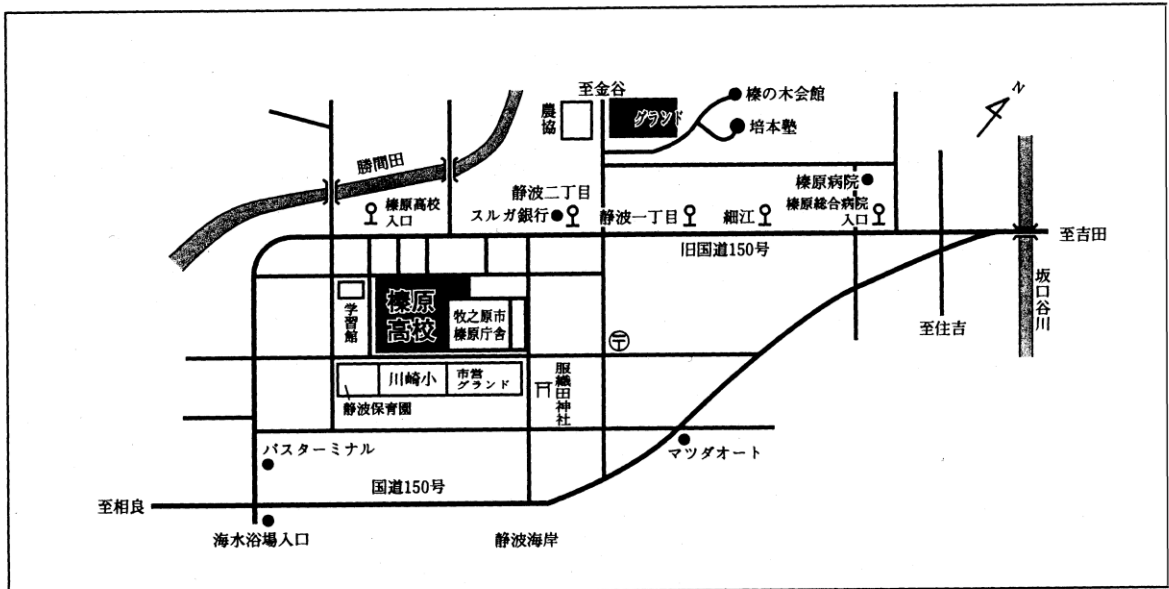 至金谷
農協
グランド
榛の木会館
培本塾
N
勝間田
榛原高校
入口
静波二丁目
スルガ銀行
静波一丁目
細江
榛原病院
榛原総合病院
入口
至吉田
旧国道150号
坂口谷川
至住吉
学習館
榛原
高校
牧之原市
榛原庁舎
〒
川崎小
市営
グランド
静波保育園
服織田神社
バスターミナル
マツダオート
国道150号
至相良
海水浴場入口
静波海岸